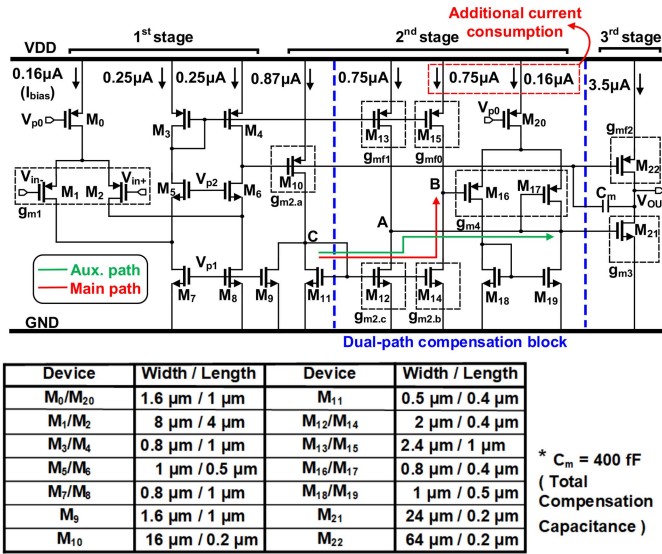 Additional current
consumption
1st stage
2nd stage
3rd stage
VDD
0.16μA
(Ibias)
0.25μA
0.25μA
0.87μA
0.75μA
0.75μA
0.16μA
3.5μA
Vp0
M0
M3
M4
M13
gmf1
M15
gmf0
Vp0
M20
gmf2
M22
Vin-
M1
M2
Vin+
gm1
M5
Vp2
M6
M10
gm2.a
B
M16
M17
gm4
Cm
VOUT
A
C
M21
gm3
Aux. path
Main path
Vp1
M7
M8
M9
M11
M12
gm2.c
M14
gm2.b
M18
M19
GND
Dual-path compensation block
Device Width / Length Device Width / Length
M0/M20 1.6 μm / 1 μm M11 0.5 μm / 0.4 μm
M1/M2 8 μm / 4 μm M12/M14 2 μm / 0.4 μm
M3/M4 0.8 μm / 1 μm M13/M15 2.4 μm / 1 μm
M5/M6 1 μm / 0.5 μm M16/M17 0.8 μm / 0.4 μm
M7/M8 0.8 μm / 1 μm M18/M19 1 μm / 0.5 μm
M9 1.6 μm / 1 μm M21 24 μm / 0.2 μm
M10 16 μm / 0.2 μm M22 64 μm / 0.2 μm
* Cm = 400 fF
( Total
Compensation
Capacitance )